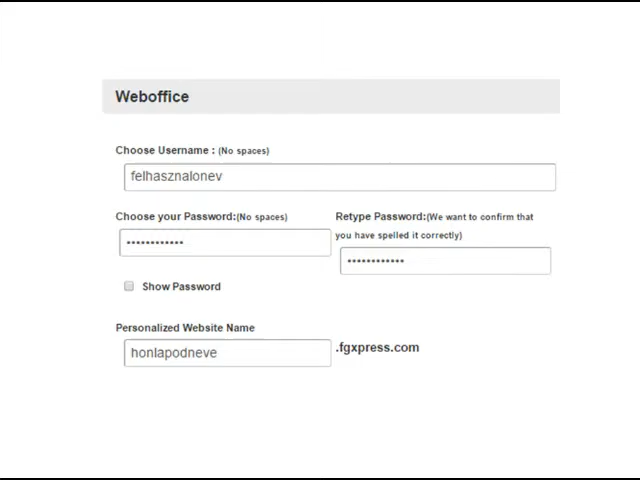 Weboffice
Choose Username : (No spaces)
felhasznalonev
Choose your Password:(No spaces)
••••••••••••
Retype Password:(We want to confirm that
you have spelled it correctly)
••••••••••••
Show Password
Personalized Website Name
honlapodneve
.fgxpress.com